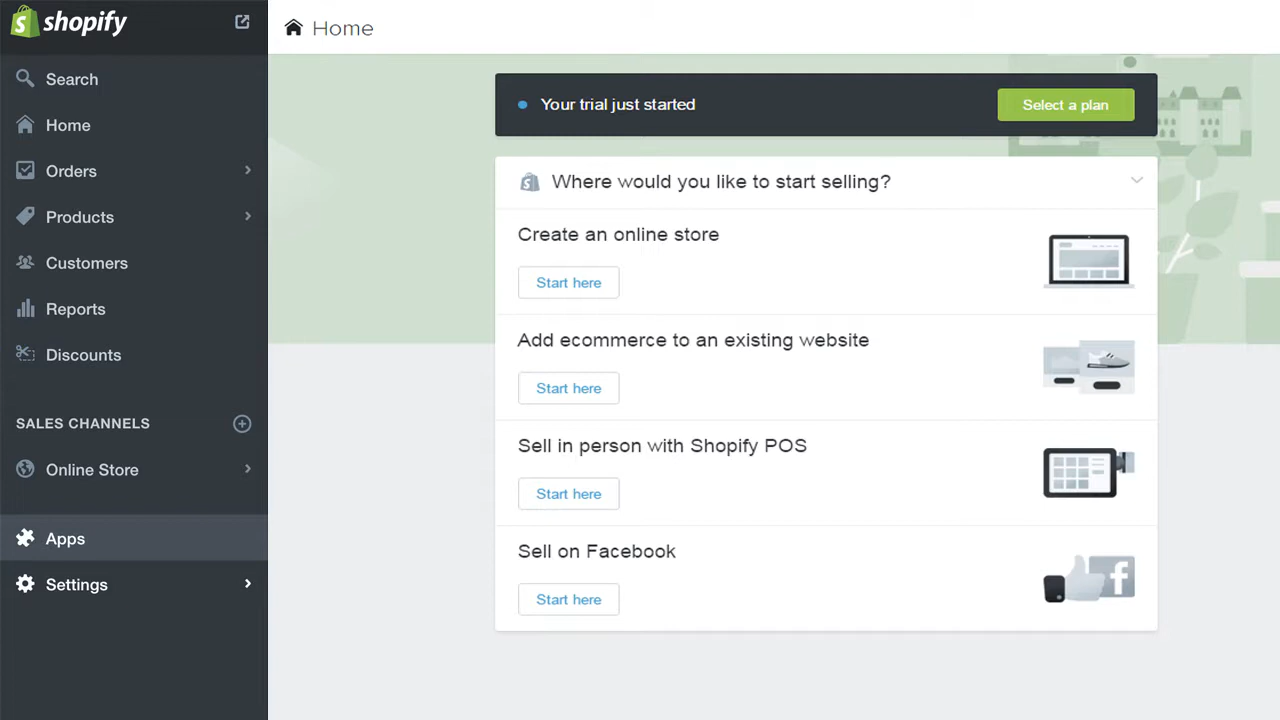 shopify
Home
Search
Home
Orders
Products
Customers
Reports
Discounts
SALES CHANNELS
Online Store
Apps
Settings
Your trial just started
Select a plan
Where would you like to start selling?
Create an online store
Start here
Add ecommerce to an existing website
Start here
Sell in person with Shopify POS
Start here
Sell on Facebook
Start here